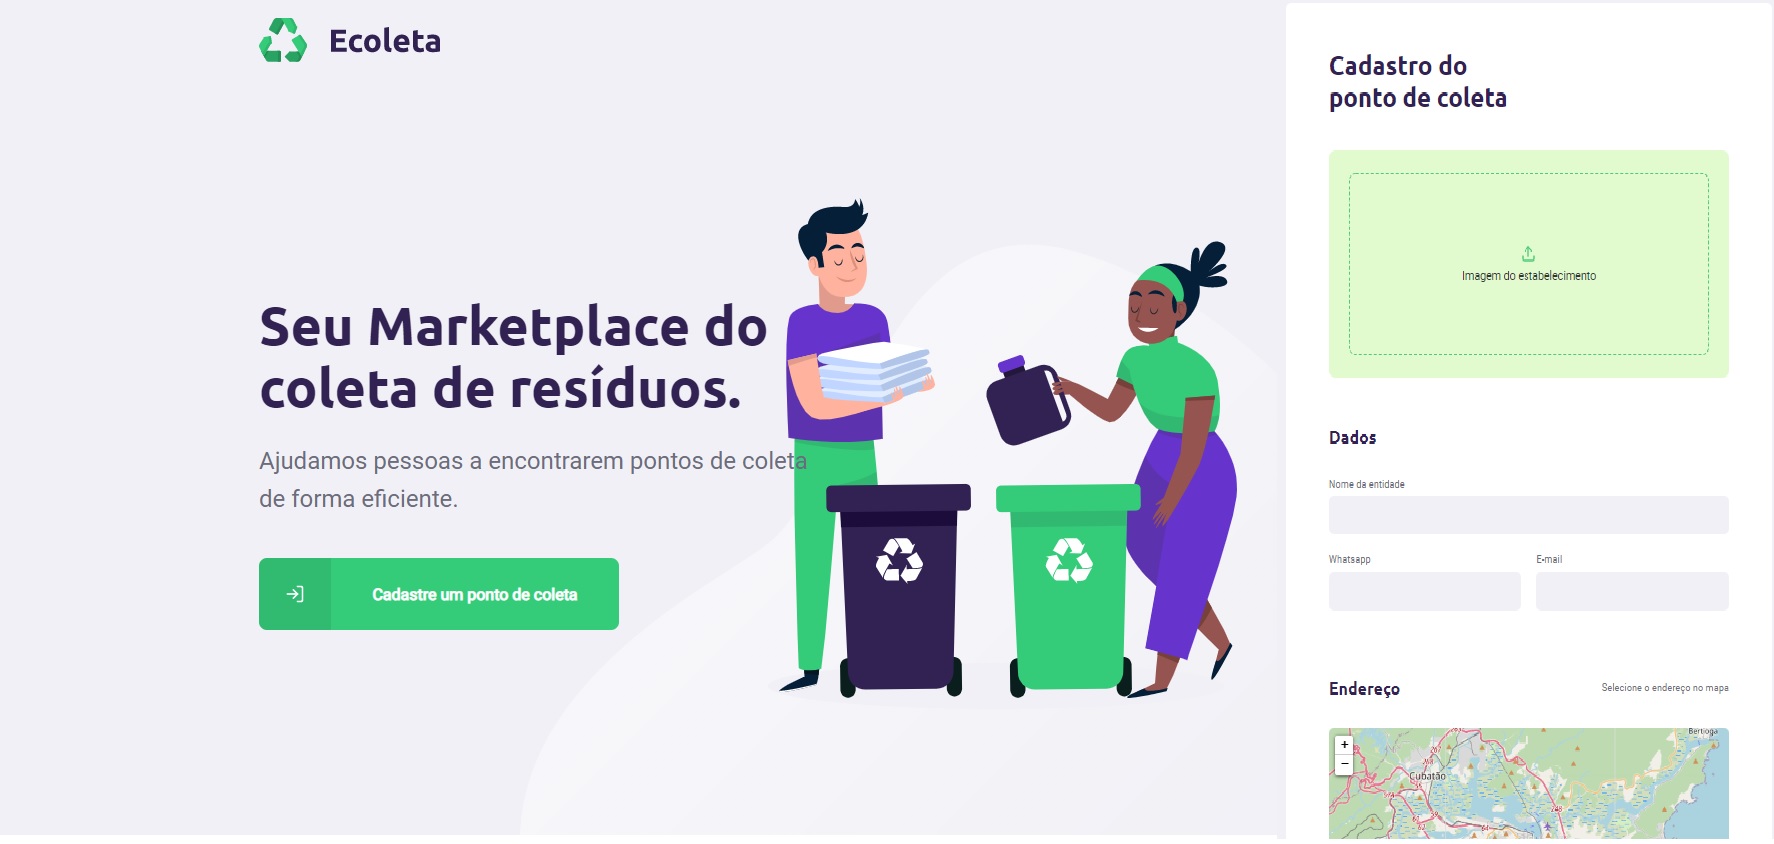 Ecoleta
Seu Marketplace do
coleta de resíduos.
Ajudamos pessoas a encontrarem pontos de coleta
de forma eficiente.
Cadastre um ponto de coleta
Cadastro do
ponto de coleta
Imagem do estabelecimento
Dados
Nome da entidade
Whatsapp
E-mail
Endereço
Selecione o endereço no mapa
Bertioga
+
−
Cubatão